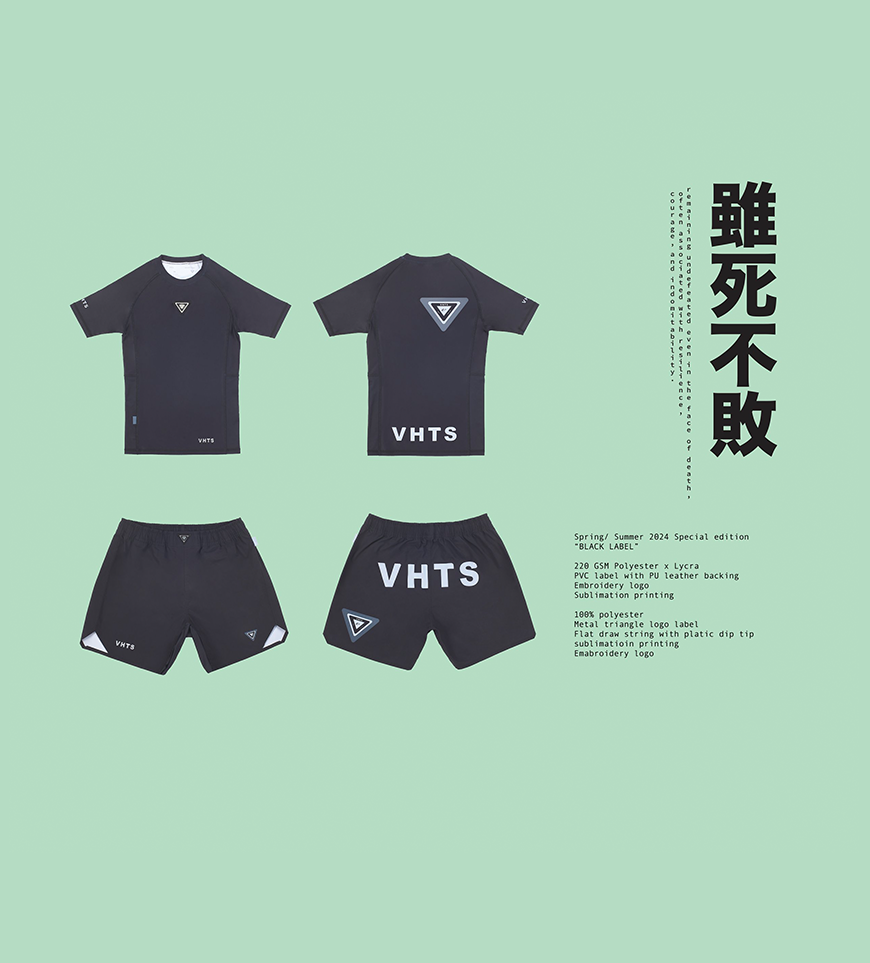 VHTS
VHTS
VHTS
VHTS
VHTS
VHTS
雖死不敗
remaining undefeated even in the face of death,
often associated with resilience,
courage, and indomitability.
Spring/ Summer 2024 Special edition
“BLACK LABEL”
220 GSM Polyester x Lycra
PVC label with PU leather backing
Embroidery logo
Sublimation printing
100% polyester
Metal triangle logo label
Flat draw string with platic dip tip
sublimatioin printing
Emabroidery logo